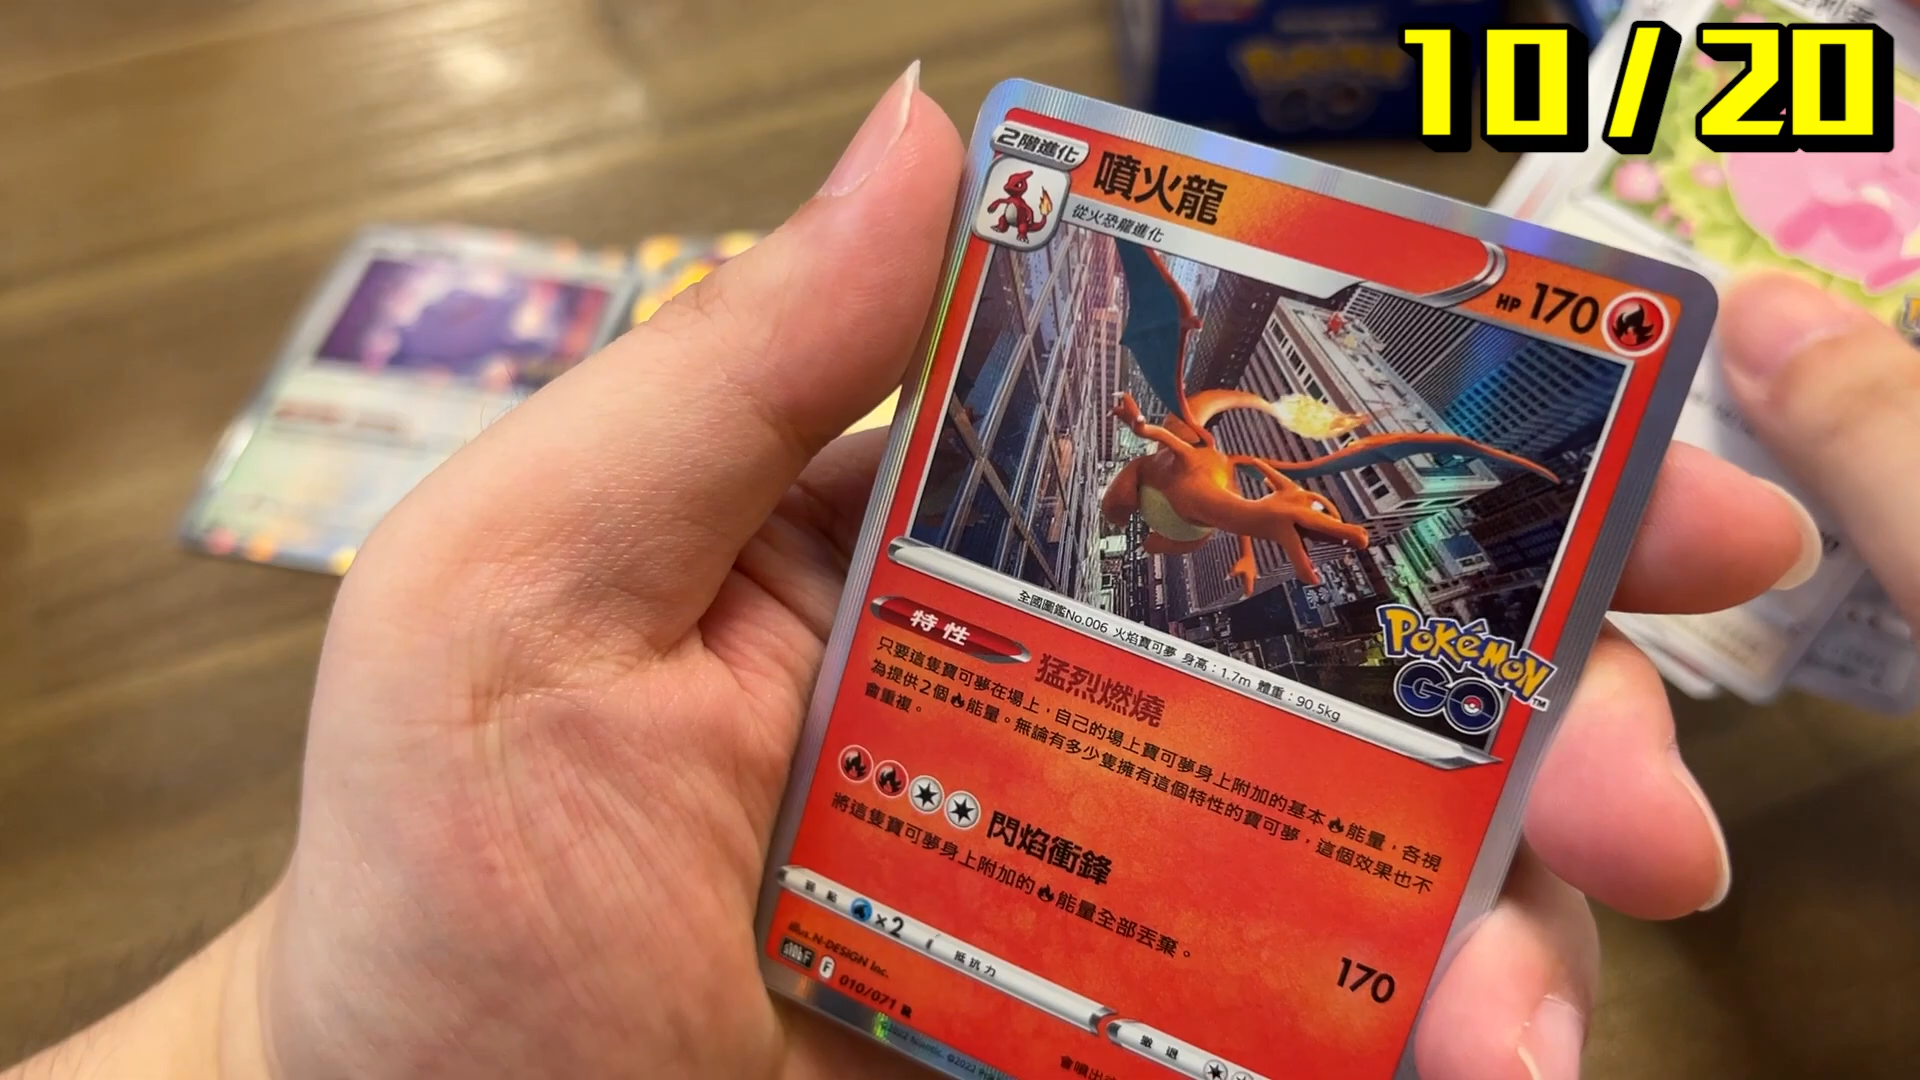 10/20
2階進化
噴火龍
從火恐龍進化
HP 170
Pokémon
GO
全國圖鑑No.006 火焰寶可夢 身高：1.7m 體重：90.5kg
特性 猛烈燃燒
只要這隻寶可夢在場上，自己的場上寶可夢身上附加的基本能量，各視
為提供2個能量。無論有多少隻擁有這個特性的寶可夢，這個效果也不
會重複。
閃焰衝鋒
將這隻寶可夢身上附加的能量全部丟棄。
170
弱點 ×2 抵抗力
撤退
illus. N-DESIGN Inc.
s10b F F 010/071 R